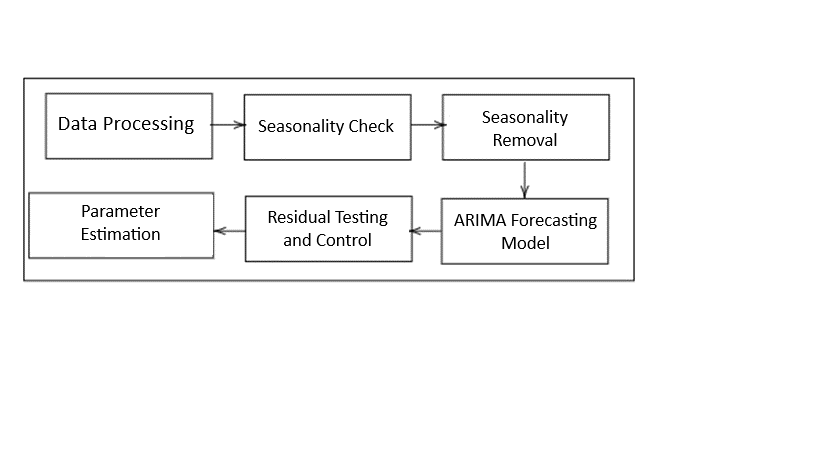 Data Processing
Seasonality Check
Seasonality
Removal
ARIMA Forecasting
Model
Residual Testing
and Control
Parameter
Estimation